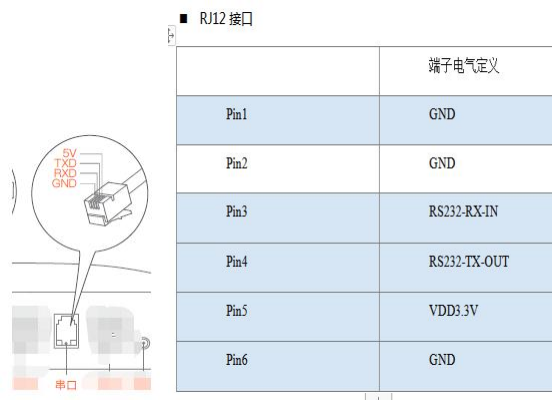 ■ RJ12 接口
端子电气定义
Pin1 GND
Pin2 GND
Pin3 RS232-RX-IN
Pin4 RS232-TX-OUT
Pin5 VDD3.3V
Pin6 GND
5V
TXD
RXD
GND
串口